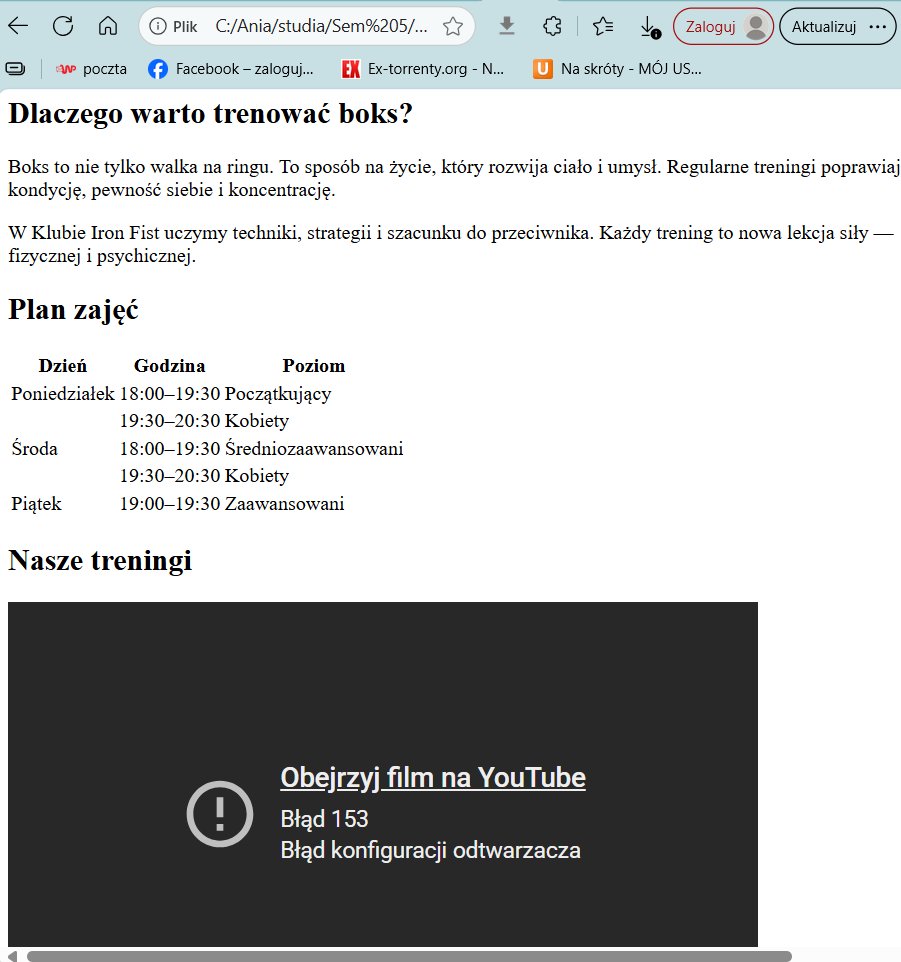 Plik C:/Ania/studia/Sem%205/... Zaloguj Aktualizuj
poczta Facebook – zaloguj... EX Ex-torrenty.org - N... U Na skróty - MÓJ US...
Dlaczego warto trenować boks?
Boks to nie tylko walka na ringu. To sposób na życie, który rozwija ciało i umysł. Regularne treningi poprawiaj
kondycję, pewność siebie i koncentrację.
W Klubie Iron Fist uczymy techniki, strategii i szacunku do przeciwnika. Każdy trening to nowa lekcja siły —
fizycznej i psychicznej.
Plan zajęć
Dzień Godzina Poziom
Poniedziałek 18:00–19:30 Początkujący
19:30–20:30 Kobiety
Środa 18:00–19:30 Średniozaawansowani
19:30–20:30 Kobiety
Piątek 19:00–19:30 Zaawansowani
Nasze treningi
Obejrzyj film na YouTube
Błąd 153
Błąd konfiguracji odtwarzacza